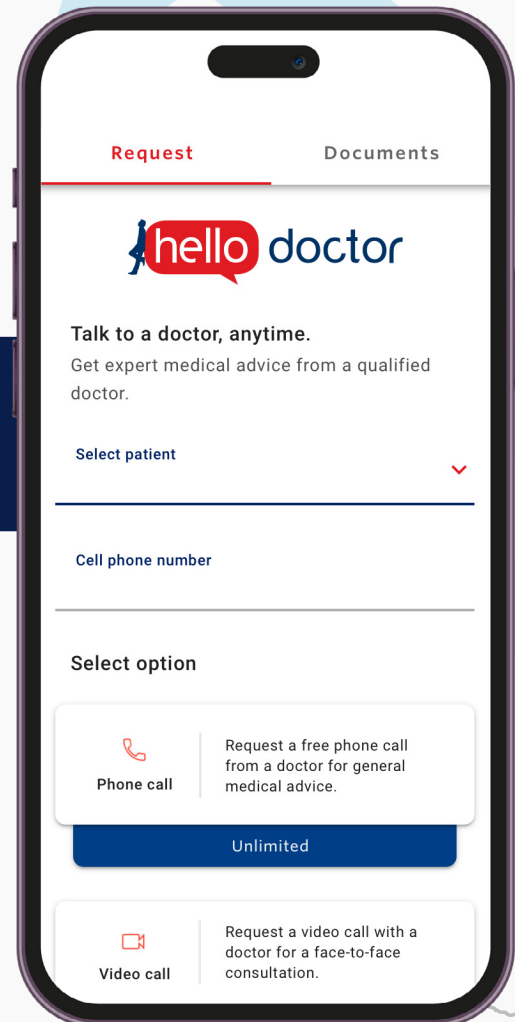 Request
Documents
hello doctor
Talk to a doctor, anytime.
Get expert medical advice from a qualified
doctor.
Select patient
Cell phone number
Select option
Phone call
Request a free phone call
from a doctor for general
medical advice.
Unlimited
Video call
Request a video call with a
doctor for a face-to-face
consultation.